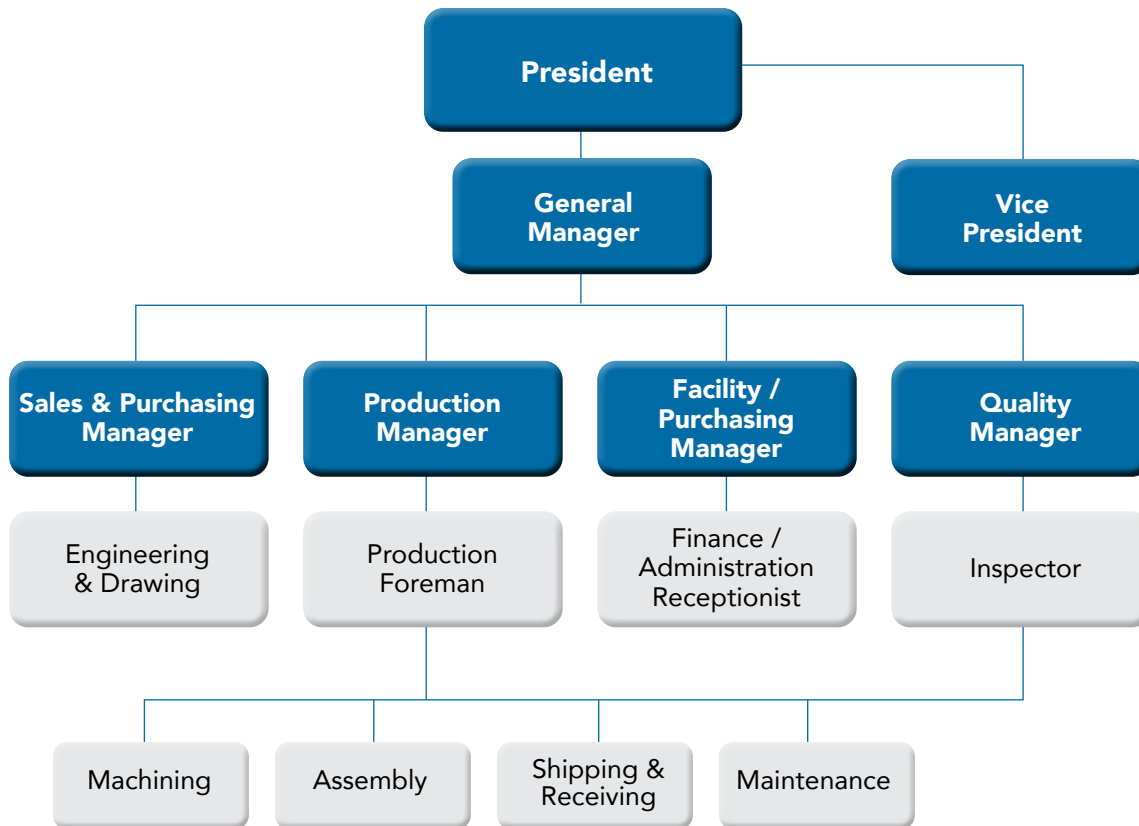 President
General
Manager
Vice
President
Sales & Purchasing
Manager
Production
Manager
Facility /
Purchasing
Manager
Quality
Manager
Engineering
& Drawing
Production
Foreman
Finance /
Administration
Receptionist
Inspector
Machining
Assembly
Shipping &
Receiving
Maintenance